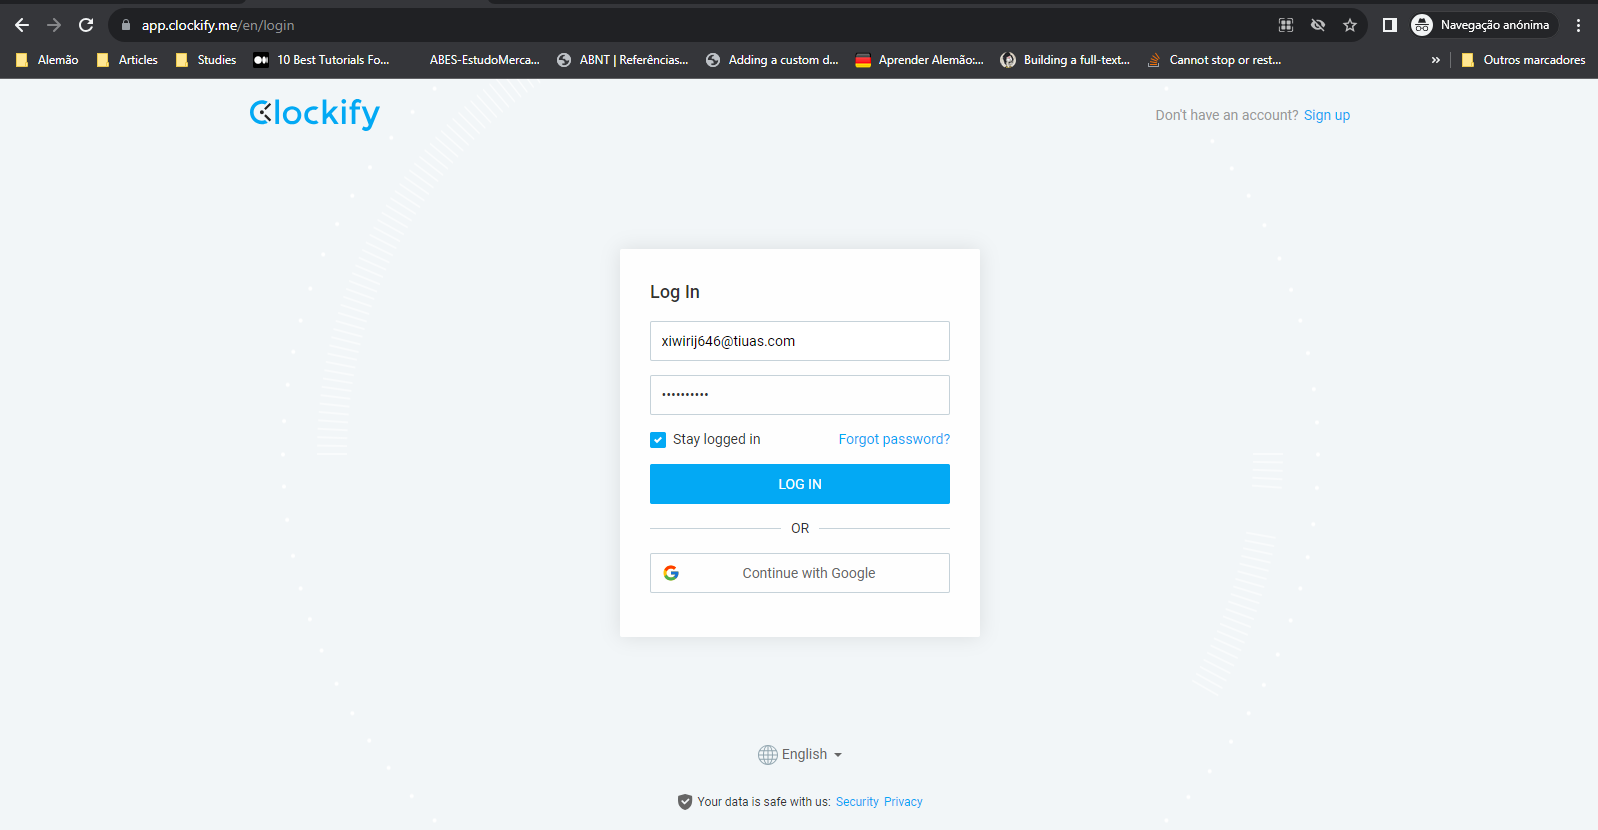 app.clockify.me/en/login
Navegação anónima
Alemão
Articles
Studies
10 Best Tutorials Fo...
ABES-EstudoMerca...
ABNT | Referências...
Adding a custom d...
Aprender Alemão:...
Building a full-text...
Cannot stop or rest...
»
Outros marcadores
Clockify
Don't have an account? Sign up
Log In
xiwirij646@tiuas.com
••••••••••
Stay logged in
Forgot password?
LOG IN
OR
Continue with Google
English
Your data is safe with us: Security Privacy